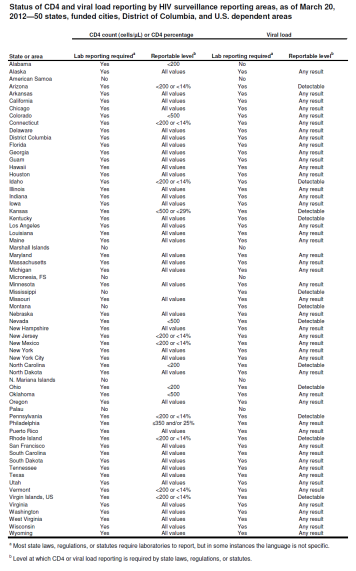 Status of CD4 and viral load reporting by HIV surveillance reporting areas, as of March 20,
2012—50 states, funded cities, District of Columbia, and U.S. dependent areas
CD4 count (cells/µL) or CD4 percentage Viral load
State or area Lab reporting requiredª Reportable levelᵇ Lab reporting requiredª Reportable levelᵇ
Alabama Yes <200 No
Alaska Yes All values Yes Any result
American Samoa No No
Arizona Yes <200 or <14% Yes Detectable
Arkansas Yes All values Yes Any result
California Yes All values Yes Any result
Chicago Yes All values Yes Any result
Colorado Yes <500 Yes Any result
Connecticut Yes <200 or <14% Yes Any result
Delaware Yes All values Yes Any result
District Columbia Yes All values Yes Any result
Florida Yes All values Yes Any result
Georgia Yes All values Yes Any result
Guam Yes All values Yes Any result
Hawaii Yes All values Yes Any result
Houston Yes All values Yes Any result
Idaho Yes <200 or <14% Yes Detectable
Illinois Yes All values Yes Any result
Indiana Yes All values Yes Any result
Iowa Yes All values Yes Any result
Kansas Yes <500 or <29% Yes Detectable
Kentucky Yes All values Yes Detectable
Los Angeles Yes All values Yes Any result
Louisiana Yes All values Yes Any result
Maine Yes All values Yes Any result
Marshall Islands No No
Maryland Yes All values Yes Any result
Massachusetts Yes All values Yes Any result
Michigan Yes All values Yes Any result
Micronesia, FS No No
Minnesota Yes All values Yes Any result
Mississippi No Yes Detectable
Missouri Yes All values Yes Any result
Montana No Yes Detectable
Nebraska Yes All values Yes Any result
Nevada Yes <500 Yes Detectable
New Hampshire Yes All values Yes Any result
New Jersey Yes <200 or <14% Yes Any result
New Mexico Yes <200 or <14% Yes Any result
New York Yes All values Yes Any result
New York City Yes All values Yes Any result
North Carolina Yes <200 Yes Detectable
North Dakota Yes All values Yes Any result
N. Mariana Islands No No
Ohio Yes <200 Yes Detectable
Oklahoma Yes <500 Yes Any result
Oregon Yes All values Yes Any result
Palau No No
Pennsylvania Yes <200 or <14% Yes Detectable
Philadelphia Yes ≤350 and/or 25% Yes Any result
Puerto Rico Yes All values Yes Any result
Rhode Island Yes <200 or <14% Yes Detectable
San Francisco Yes All values Yes Any result
South Carolina Yes All values Yes Any result
South Dakota Yes All values Yes Any result
Tennessee Yes All values Yes Any result
Texas Yes All values Yes Any result
Utah Yes All values Yes Any result
Vermont Yes <200 or <14% Yes Any result
Virgin Islands, US Yes <200 or <14% Yes Detectable
Virginia Yes All values Yes Any result
Washington Yes All values Yes Any result
West Virginia Yes All values Yes Any result
Wisconsin Yes All values Yes Any result
Wyoming Yes All values Yes Any result
ª Most state laws, regulations, or statutes require laboratories to report, but in some instances the language is not specific.
ᵇ Level at which CD4 or viral load reporting is required by state laws, regulations, or statutes.